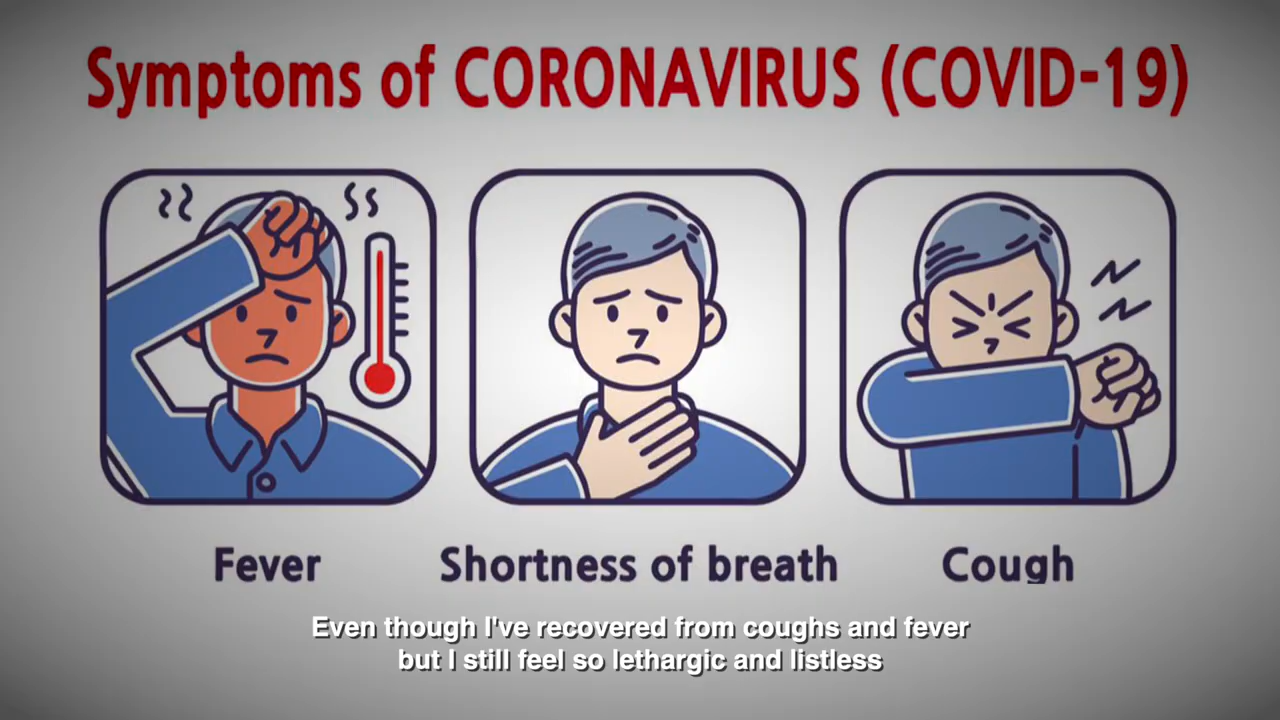 Symptoms of CORONAVIRUS (COVID-19)
Fever
Shortness of breath
Cough
Even though I've recovered from coughs and fever
but I still feel so lethargic and listless